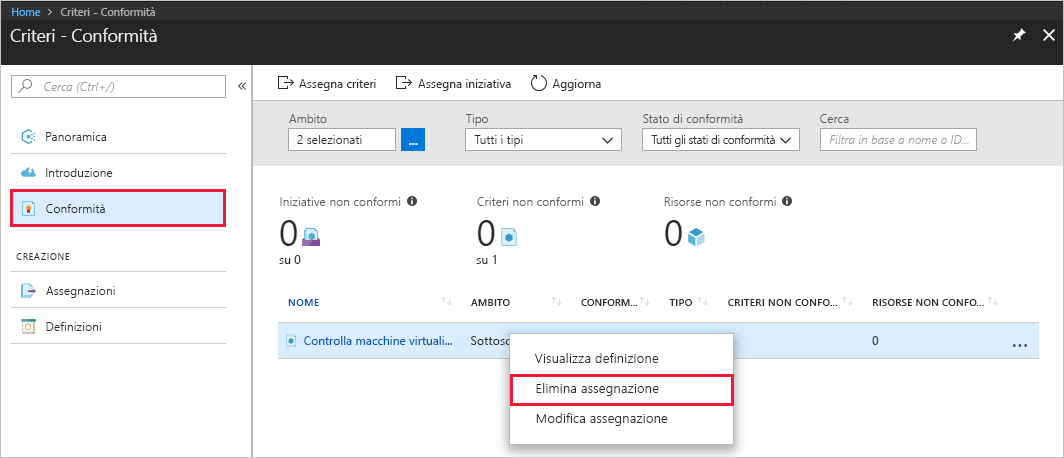 Home > Criteri - Conformità
Criteri - Conformità
Cerca (Ctrl+/)
«
Panoramica
Introduzione
Conformità
CREAZIONE
Assegnazioni
Definizioni
Assegna criteri
Assegna iniziativa
Aggiorna
Ambito
2 selezionati
...
Tipo
Tutti i tipi
Stato di conformità
Tutti gli stati di conformità
Cerca
Filtra in base a nome o ID...
Iniziative non conformi
0
su 0
Criteri non conformi
0
su 1
Risorse non conformi
0
NOME AMBITO CONFORM... TIPO CRITERI NON CONFO... RISORSE NON CONFO...
Controlla macchine virtuali... Sottosc 0 ...
Visualizza definizione
Elimina assegnazione
Modifica assegnazione